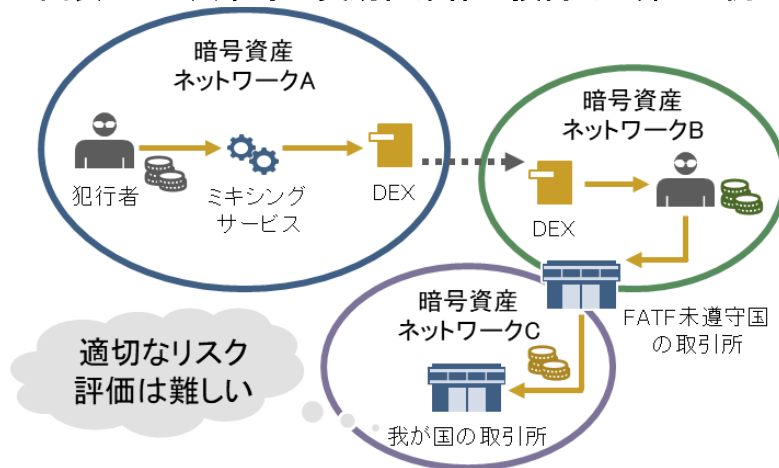 暗号資産
ネットワークA
犯行者
ミキシング
サービス
DEX
暗号資産
ネットワークB
DEX
FATF未遵守国
の取引所
暗号資産
ネットワークC
我が国の取引所
適切なリスク
評価は難しい